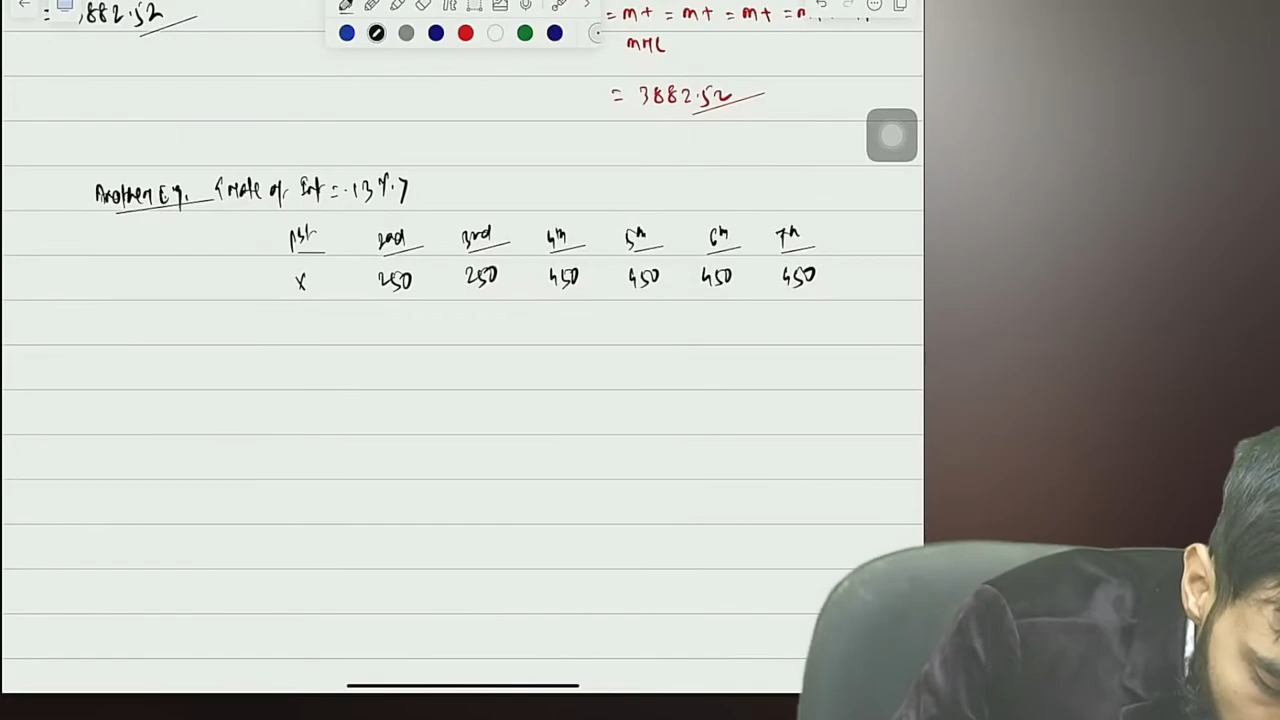 = ,882.52
= m+ = m+ = m+ = m
MRC
= 3882.52
Another Eg. {Rate of Int = 13%}
1st 2nd 3rd 4th 5th 6th 7th
x 250 250 450 450 450 450